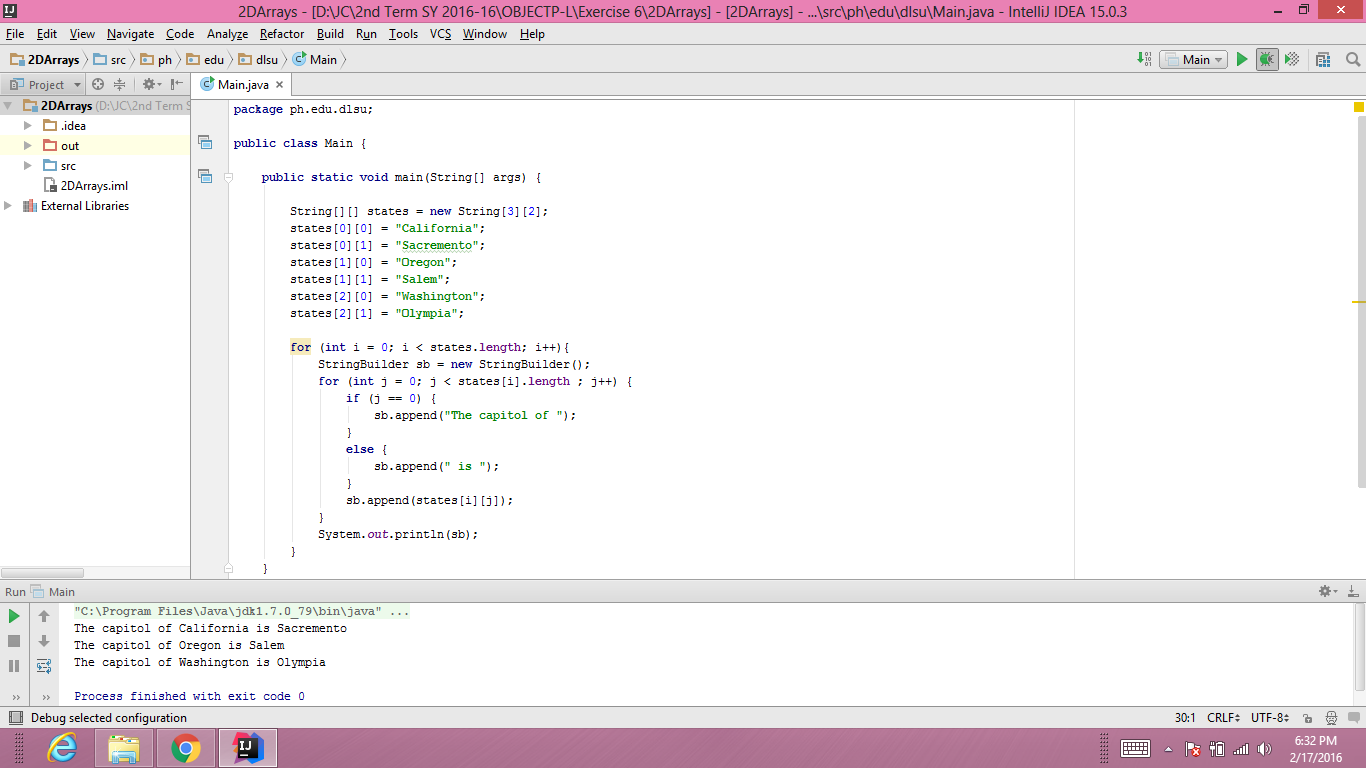 2DArrays - [D:\JC\2nd Term SY 2016-16\OBJECTP-L\Exercise 6\2DArrays] - [2DArrays] - ...\src\ph\edu\dlsu\Main.java - IntelliJ IDEA 15.0.3
File Edit View Navigate Code Analyze Refactor Build Run Tools VCS Window Help
2DArrays src ph edu dlsu Main Main
Project Main.java
2DArrays (D:\JC\2nd Term S
.idea
out
src
2DArrays.iml
External Libraries
package ph.edu.dlsu;
public class Main {
public static void main(String[] args) {
String[][] states = new String[3][2];
states[0][0] = "California";
states[0][1] = "Sacremento";
states[1][0] = "Oregon";
states[1][1] = "Salem";
states[2][0] = "Washington";
states[2][1] = "Olympia";
for (int i = 0; i < states.length; i++){
StringBuilder sb = new StringBuilder();
for (int j = 0; j < states[i].length ; j++) {
if (j == 0) {
sb.append("The capitol of ");
}
else {
sb.append(" is ");
}
sb.append(states[i][j]);
}
System.out.println(sb);
}
}
Run Main
"C:\Program Files\Java\jdk1.7.0_79\bin\java" ...
The capitol of California is Sacremento
The capitol of Oregon is Salem
The capitol of Washington is Olympia
Process finished with exit code 0
Debug selected configuration 30:1 CRLF UTF-8
6:32 PM
2/17/2016